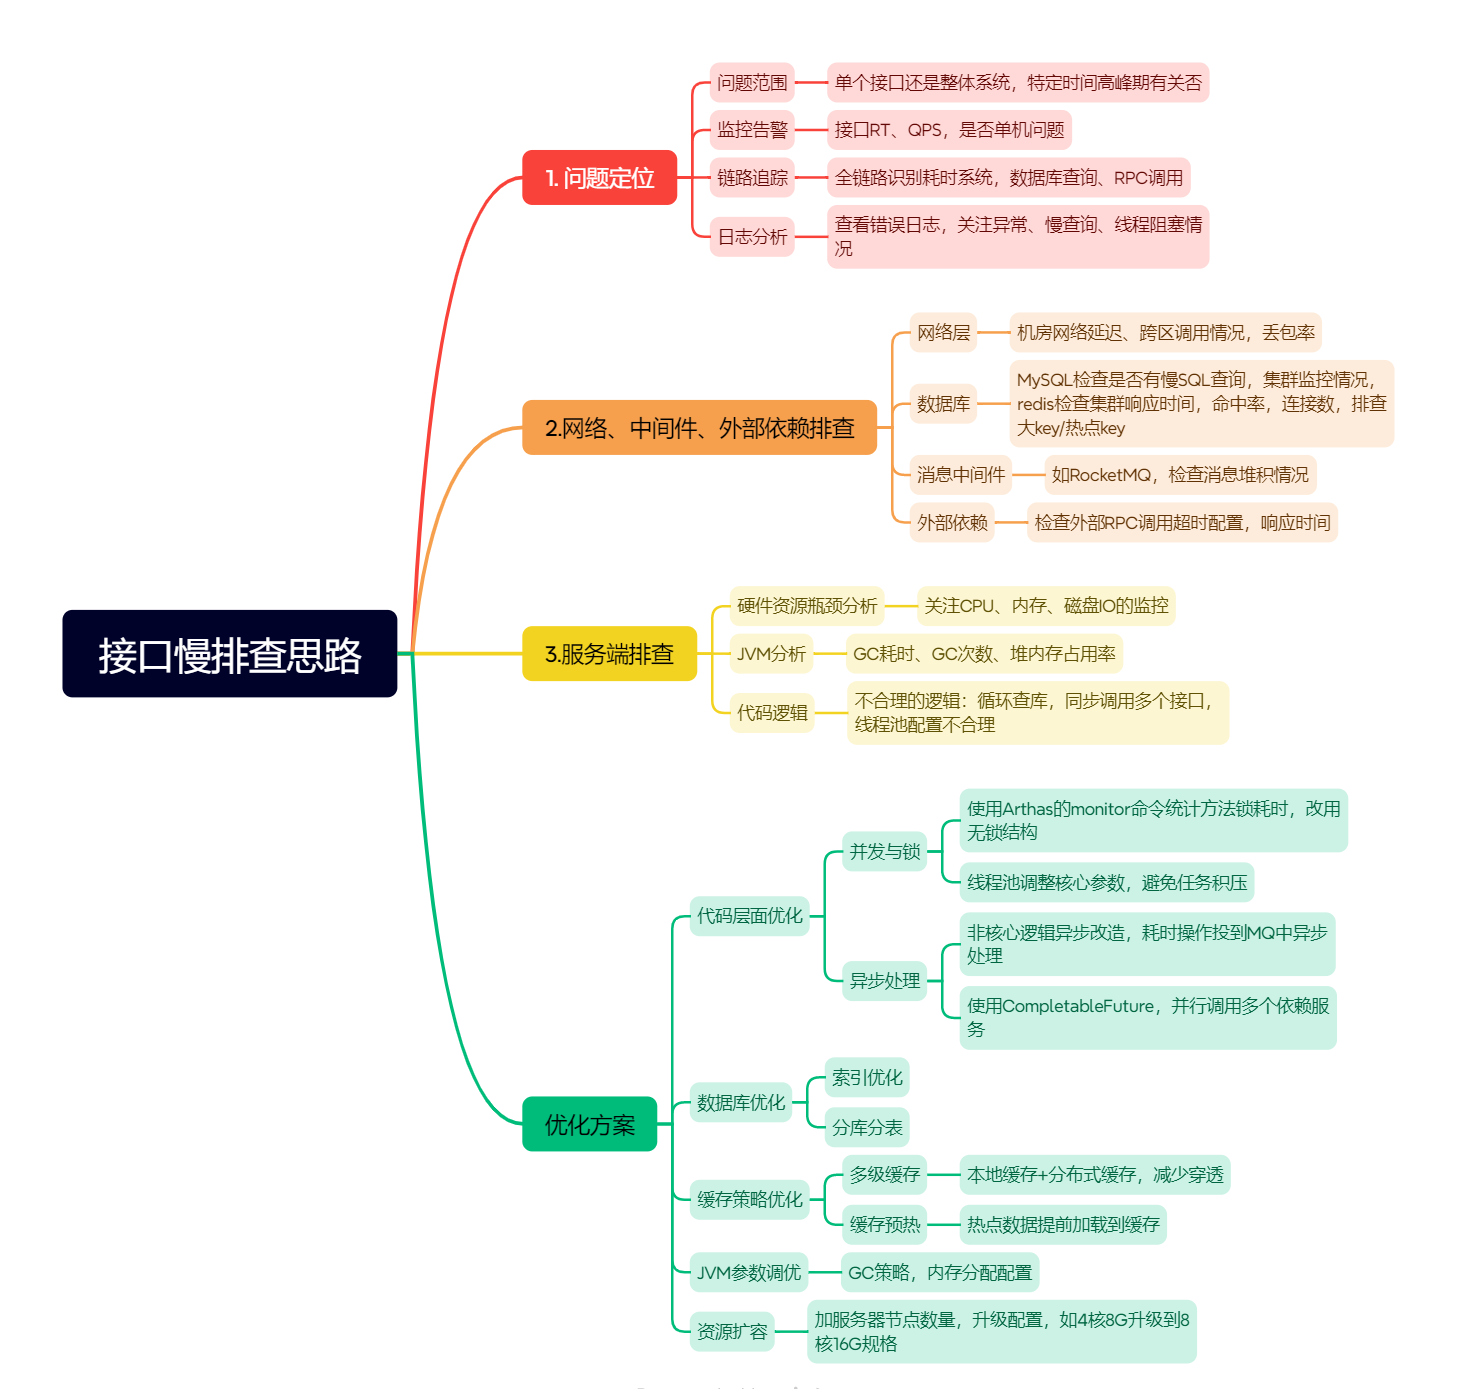 接口慢排查思路
1. 问题定位
问题范围
单个接口还是整体系统，特定时间高峰期有关否
监控告警
接口RT、QPS，是否单机问题
链路追踪
全链路识别耗时系统，数据库查询、RPC调用
日志分析
查看错误日志，关注异常、慢查询、线程阻塞情
况
2.网络、中间件、外部依赖排查
网络层
机房网络延迟、跨区调用情况，丢包率
数据库
MySQL检查是否有慢SQL查询，集群监控情况，
redis检查集群响应时间，命中率，连接数，排查
大key/热点key
消息中间件
如RocketMQ，检查消息堆积情况
外部依赖
检查外部RPC调用超时配置，响应时间
3.服务端排查
硬件资源瓶颈分析
关注CPU、内存、磁盘IO的监控
JVM分析
GC耗时、GC次数、堆内存占用率
代码逻辑
不合理的逻辑：循环查库，同步调用多个接口，
线程池配置不合理
优化方案
代码层面优化
并发与锁
使用Arthas的monitor命令统计方法锁耗时，改用
无锁结构
线程池调整核心参数，避免任务积压
异步处理
非核心逻辑异步改造，耗时操作投到MQ中异步
处理
使用CompletableFuture，并行调用多个依赖服
务
数据库优化
索引优化
分库分表
缓存策略优化
多级缓存
本地缓存+分布式缓存，减少穿透
缓存预热
热点数据提前加载到缓存
JVM参数调优
GC策略，内存分配配置
资源扩容
加服务器节点数量，升级配置，如4核8G升级到8
核16G规格